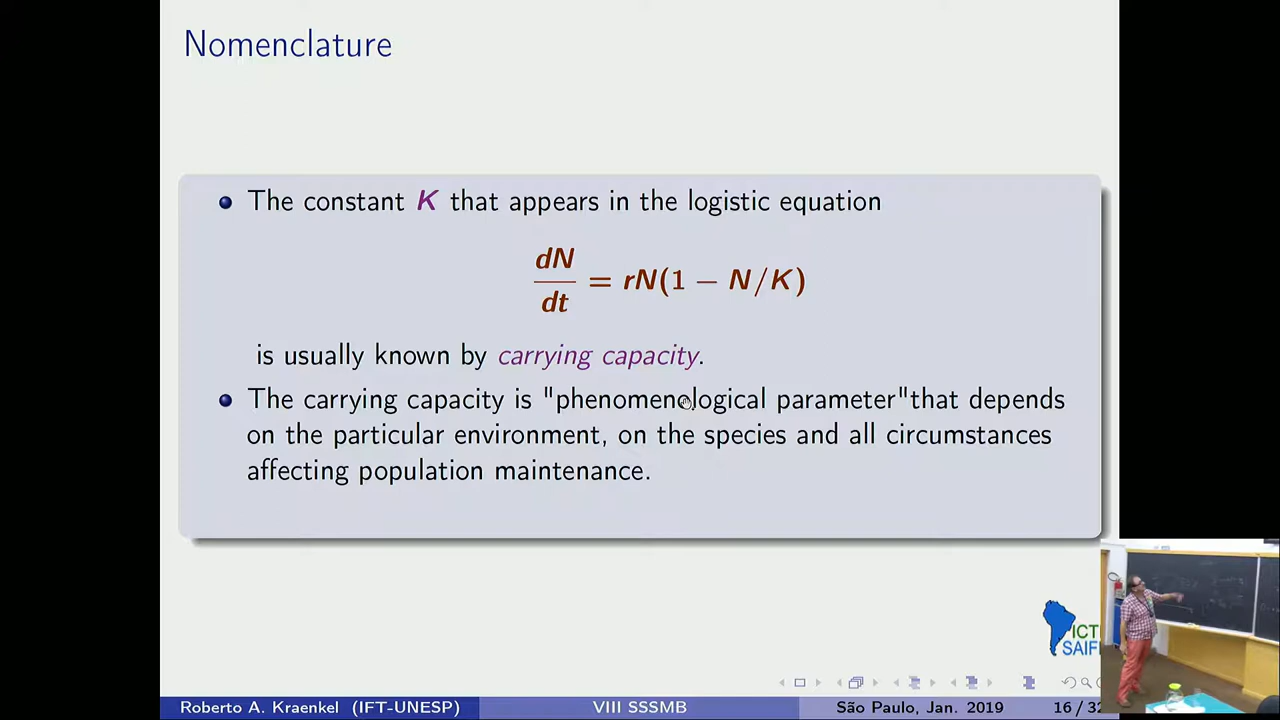 Nomenclature
The constant K that appears in the logistic equation
dN
dt
= rN(1 − N/K)
is usually known by carrying capacity.
The carrying capacity is "phenomenological parameter"that depends
on the particular environment, on the species and all circumstances
affecting population maintenance.
SAIF
Roberto A. Kraenkel (IFT-UNESP) VIII SSSMB São Paulo, Jan. 2019 16 / 32